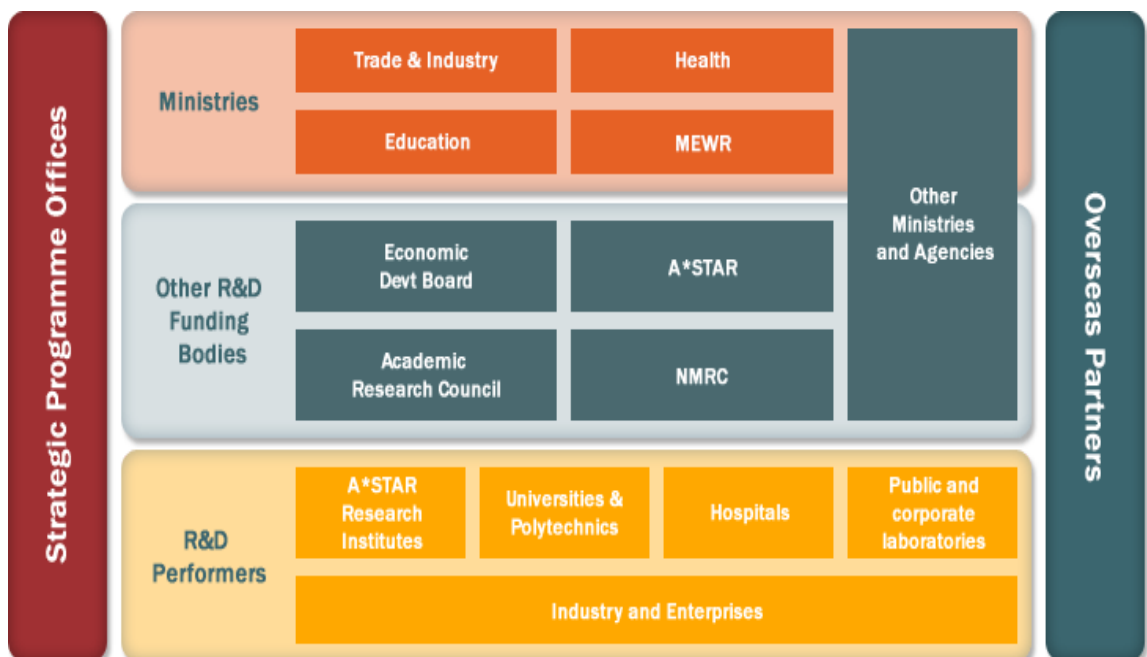 Strategic Programme Offices
Ministries
Trade & Industry
Health
Education
MEWR
Other
Ministries
and Agencies
Other R&D
Funding
Bodies
Economic
Devt Board
A*STAR
Academic
Research Council
NMRC
R&D
Performers
A*STAR
Research
Institutes
Universities &
Polytechnics
Hospitals
Public and
corporate
laboratories
Industry and Enterprises
Overseas Partners